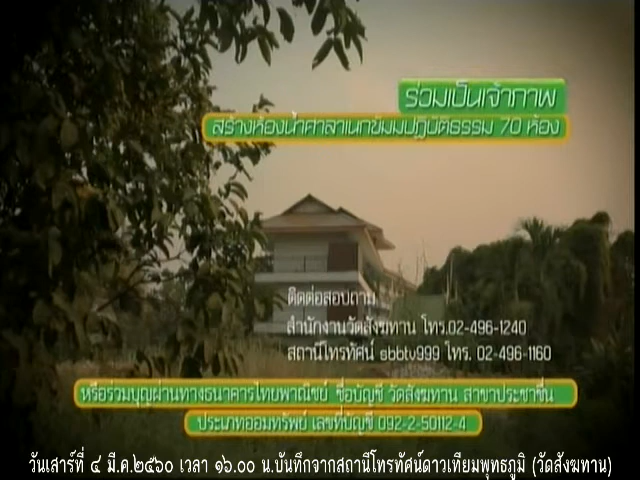 ร่วมเป็นเจ้าภาพ
สร้างห้องน้ำศาลาเนกขัมมปฏิบัติธรรม 70 ห้อง
ติดต่อสอบถาม
สำนักงานวัดสังฆทาน โทร.02-496-1240
สถานีโทรทัศน์ sbbtv999 โทร. 02-496-1160
หรือร่วมบุญผ่านทางธนาคารไทยพาณิชย์ ชื่อบัญชี วัดสังฆทาน สาขาประชาชื่น
ประเภทออมทรัพย์ เลขที่บัญชี 092-2-50112-4
วันเสาร์ที่ ๔ มี.ค.๒๕๖๐ เวลา ๑๖.๐๐ น.บันทึกจากสถานีโทรทัศน์ดาวเทียมพุทธภูมิ (วัดสังฆทาน)